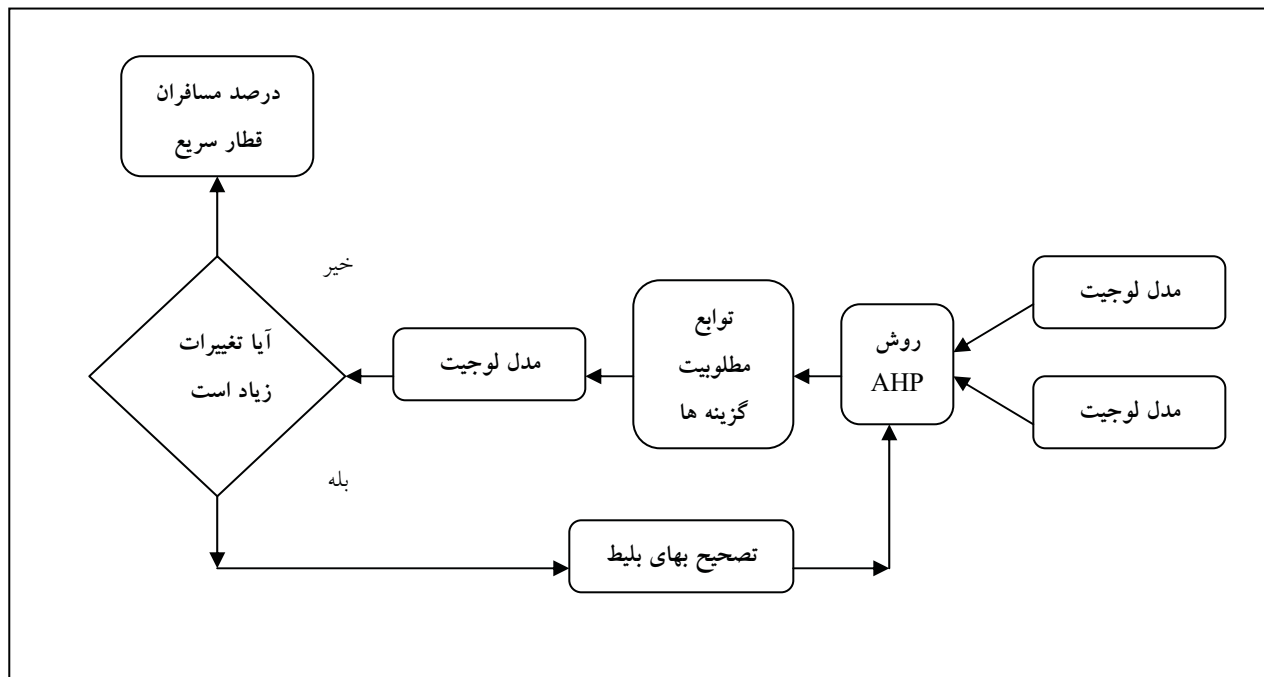 درصد مسافران
قطار سریع
خیر
مدل لوجیت
توابع
مطلوبیت
گزینه ها
روش
AHP
مدل لوجیت
آیا تغییرات
زیاد است
مدل لوجیت
بله
تصحیح بهای بلیط